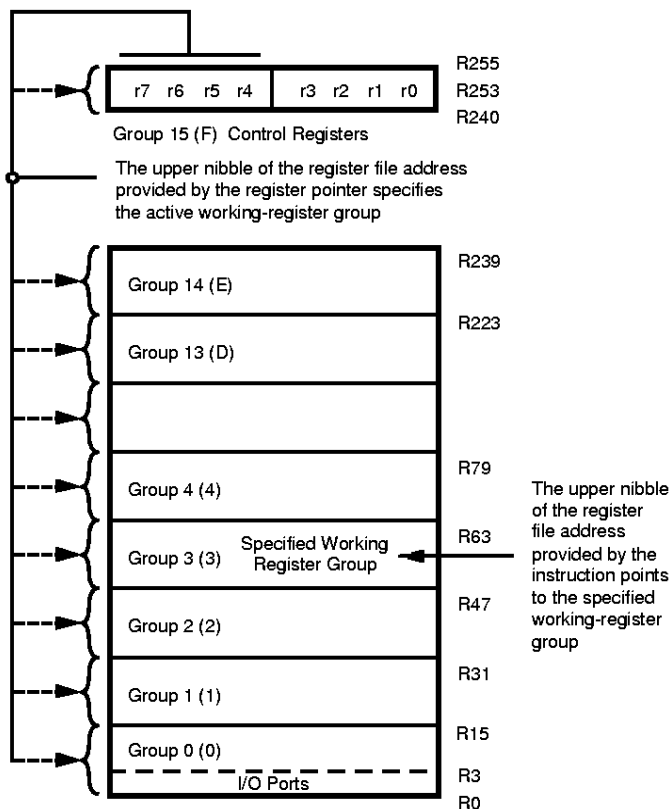 R255
r7 r6 r5 r4 r3 r2 r1 r0
R253
R240
Group 15 (F) Control Registers
The upper nibble of the register file address
provided by the register pointer specifies
the active working-register group
R239
Group 14 (E)
R223
Group 13 (D)
R79
Group 4 (4)
R63
Specified Working
Register Group
Group 3 (3)
The upper nibble
of the register
file address
provided by the
instruction points
to the specified
working-register
group
R47
Group 2 (2)
R31
Group 1 (1)
R15
Group 0 (0)
R3
I/O Ports
R0